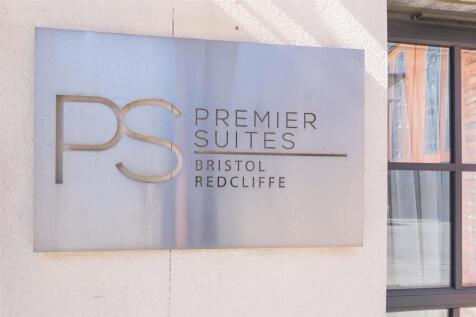 PS
PREMIER
SUITES
BRISTOL
REDCLIFFE